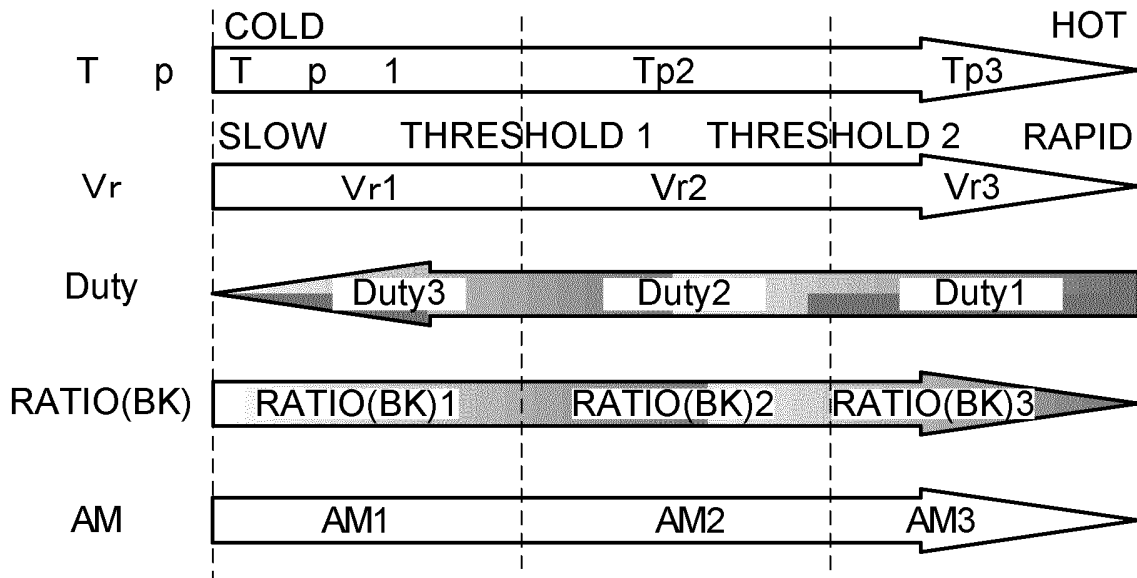 COLD HOT
T p T p 1 Tp2 Tp3
SLOW THRESHOLD 1 THRESHOLD 2 RAPID
Vr Vr1 Vr2 Vr3
Duty Duty3 Duty2 Duty1
RATIO(BK) RATIO(BK)1 RATIO(BK)2 RATIO(BK)3
AM AM1 AM2 AM3